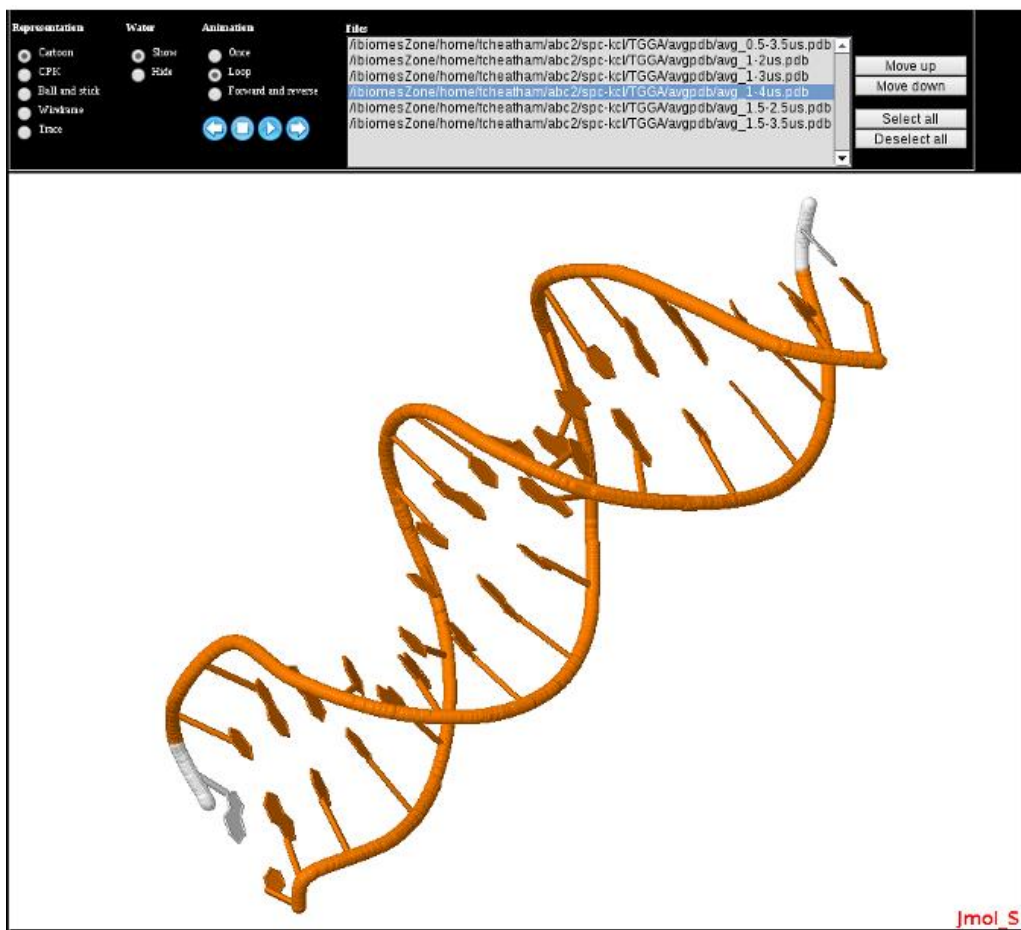 Representation Water Animation Files
Cartoon
CPK
Ball and stick
Wireframe
Trace
Show
Hide
Once
Loop
Forward and reverse
/ibiomesZone/home/tcheatham/abc2/spc-kcl/TGGA/avgpdb/avg_0.5-3.5us.pdb
/ibiomesZone/home/tcheatham/abc2/spc-kcl/TGGA/avgpdb/avg_1-2us.pdb
/ibiomesZone/home/tcheatham/abc2/spc-kcl/TGGA/avgpdb/avg_1-3us.pdb
/ibiomesZone/home/tcheatham/abc2/spc-kcl/TGGA/avgpdb/avg_1-4us.pdb
/ibiomesZone/home/tcheatham/abc2/spc-kcl/TGGA/avgpdb/avg_1.5-2.5us.pdb
/ibiomesZone/home/tcheatham/abc2/spc-kcl/TGGA/avgpdb/avg_1.5-3.5us.pdb
Move up
Move down
Select all
Deselect all
Jmol_S